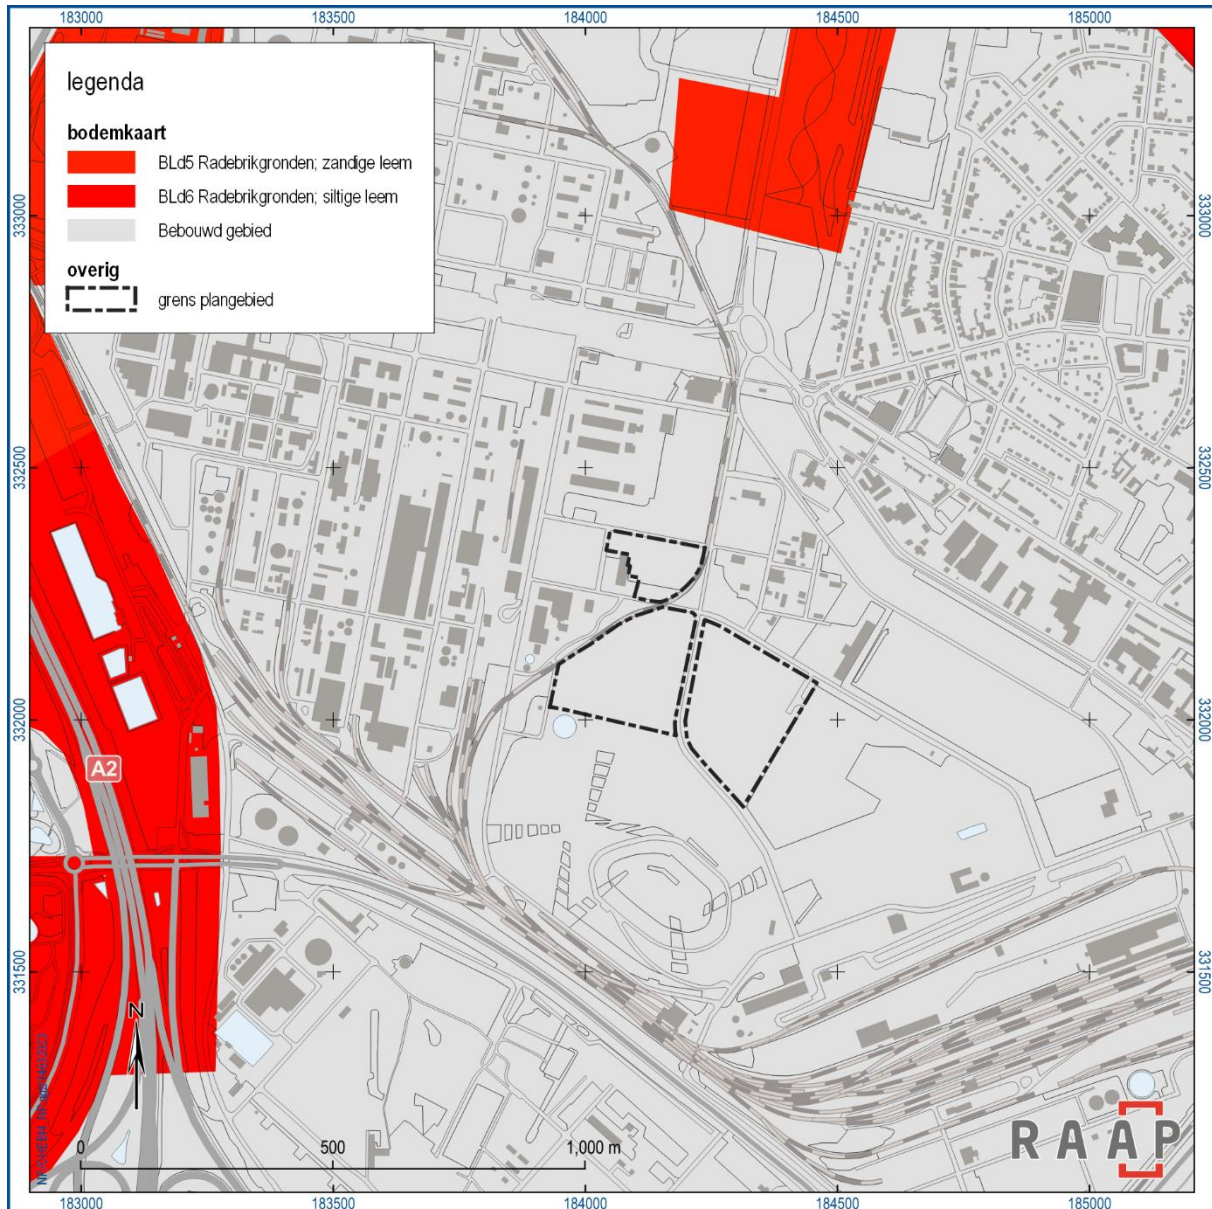 183000 183500 184000 184500 185000
legenda
bodemkaart
BLd5 Radebrikgronden; zandige leem
BLd6 Radebrikgronden; siltige leem
Bebouwd gebied
overig
grens plangebied
333000 333000
332500 332500
332000 332000
A2
331500 331500
N
0 500 1,000 m
RAAP
183000 183500 184000 184500 185000